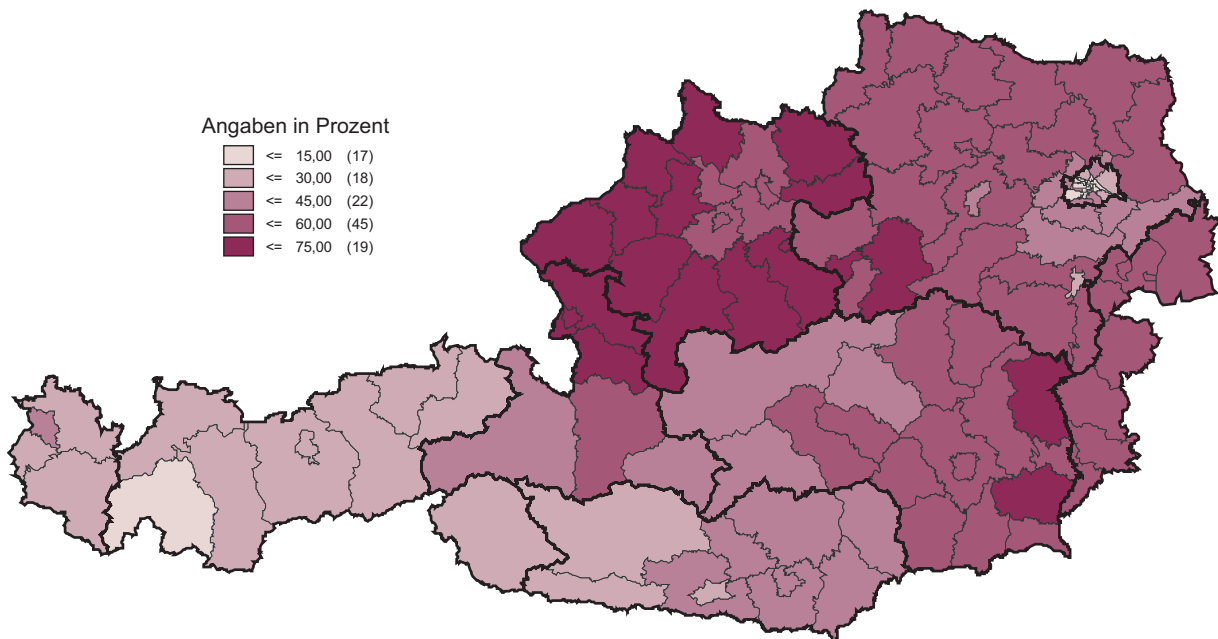 Angaben in Prozent
<= 15,00 (17)
<= 30,00 (18)
<= 45,00 (22)
<= 60,00 (45)
<= 75,00 (19)